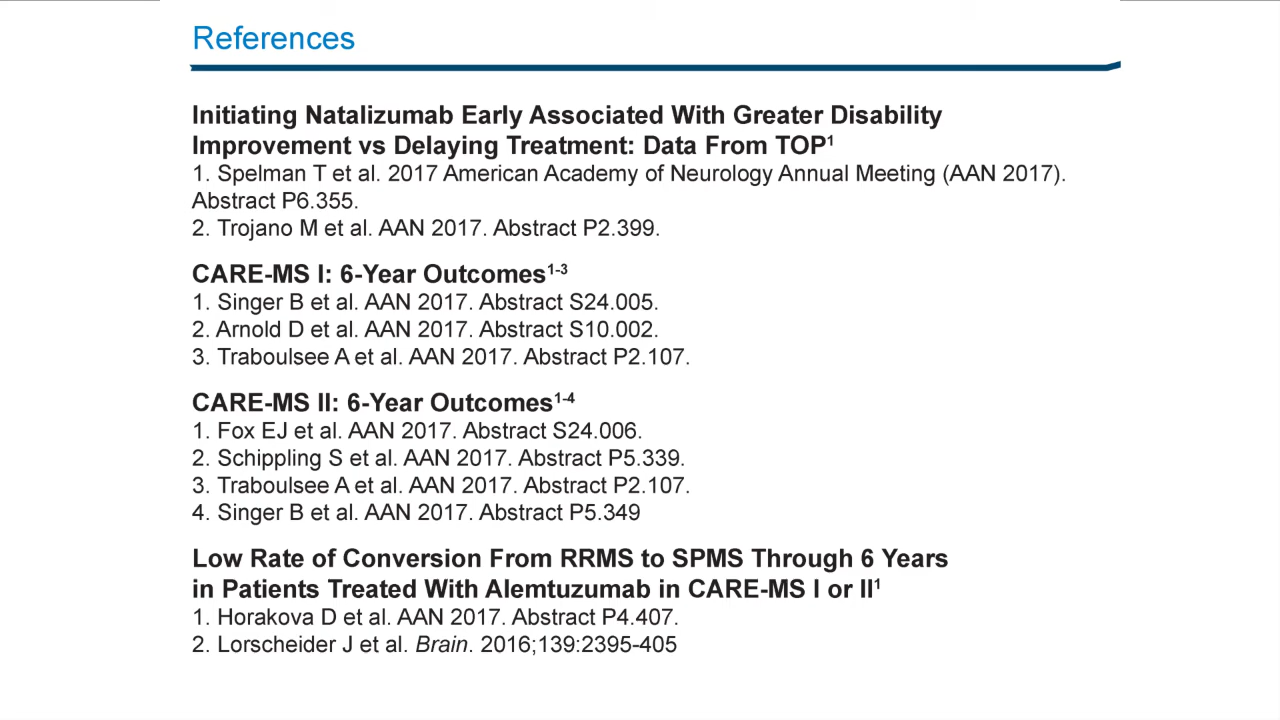 References
Initiating Natalizumab Early Associated With Greater Disability
Improvement vs Delaying Treatment: Data From TOP¹
1. Spelman T et al. 2017 American Academy of Neurology Annual Meeting (AAN 2017).
Abstract P6.355.
2. Trojano M et al. AAN 2017. Abstract P2.399.
CARE-MS I: 6-Year Outcomes¹⁻³
1. Singer B et al. AAN 2017. Abstract S24.005.
2. Arnold D et al. AAN 2017. Abstract S10.002.
3. Traboulsee A et al. AAN 2017. Abstract P2.107.
CARE-MS II: 6-Year Outcomes¹⁻⁴
1. Fox EJ et al. AAN 2017. Abstract S24.006.
2. Schippling S et al. AAN 2017. Abstract P5.339.
3. Traboulsee A et al. AAN 2017. Abstract P2.107.
4. Singer B et al. AAN 2017. Abstract P5.349
Low Rate of Conversion From RRMS to SPMS Through 6 Years
in Patients Treated With Alemtuzumab in CARE-MS I or II¹
1. Horakova D et al. AAN 2017. Abstract P4.407.
2. Lorscheider J et al. Brain. 2016;139:2395-405